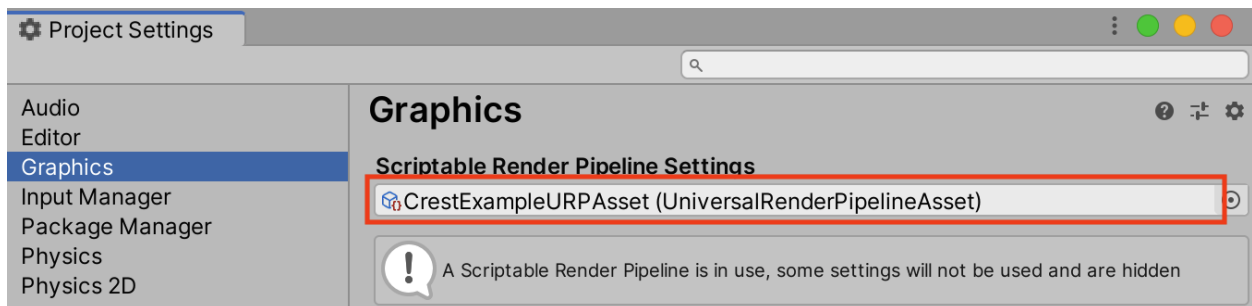 Project Settings
Audio
Editor
Graphics
Input Manager
Package Manager
Physics
Physics 2D
Graphics
Scriptable Render Pipeline Settings
CrestExampleURPAsset (UniversalRenderPipelineAsset)
A Scriptable Render Pipeline is in use, some settings will not be used and are hidden